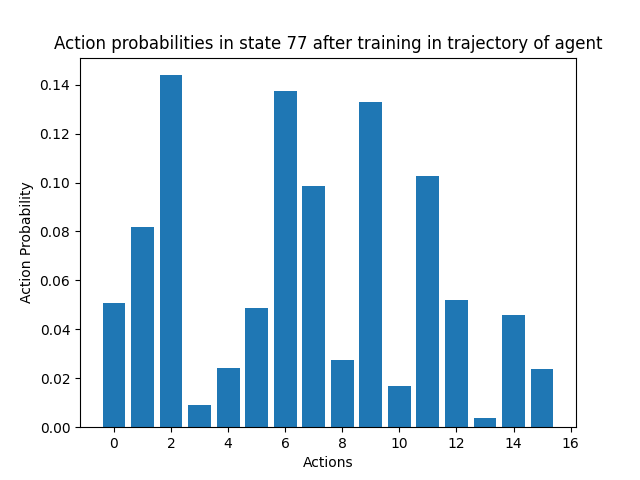 Action probabilities in state 77 after training in trajectory of agent
0.14
0.12
0.10
0.08
0.06
0.04
0.02
0.00
Action Probability
0 2 4 6 8 10 12 14 16
Actions